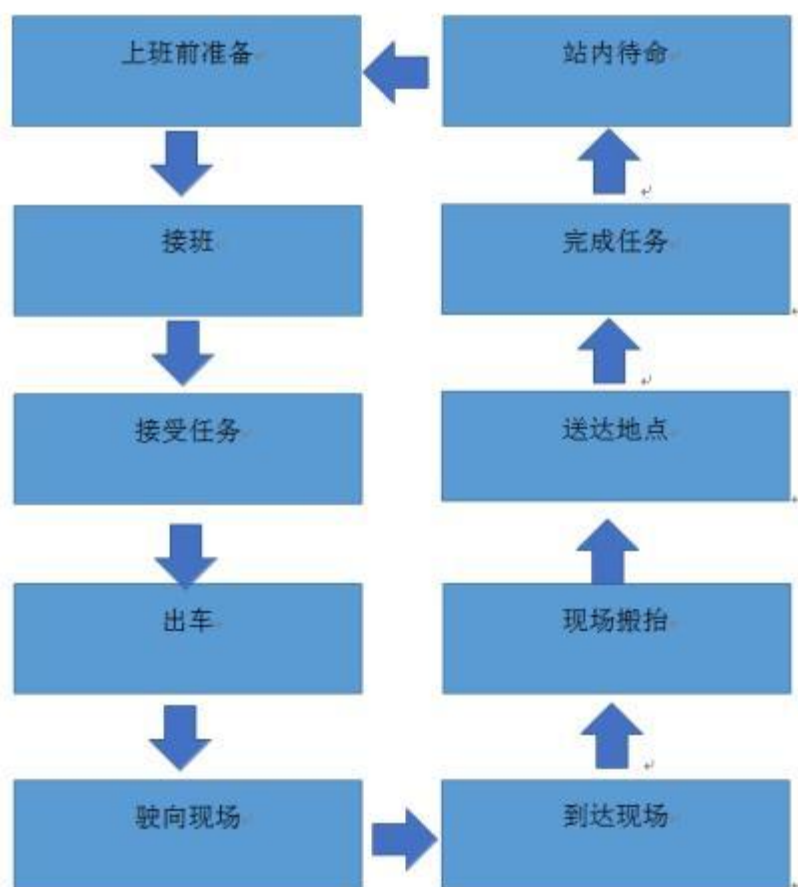 上班前准备
接班
接受任务
出车
驶向现场
到达现场
现场搬抬
送达地点
完成任务
站内待命